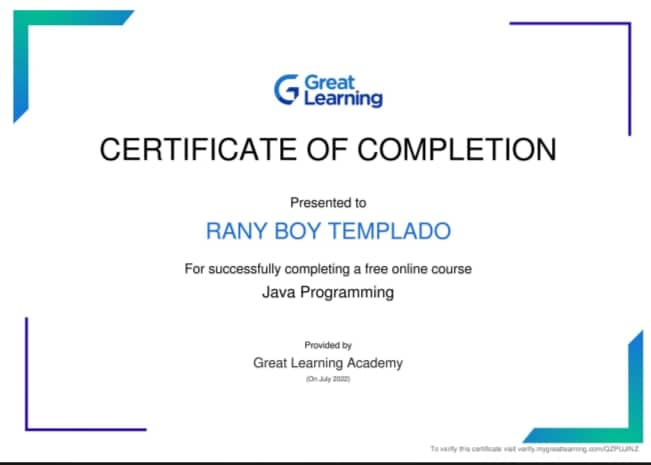 Great
Learning
CERTIFICATE OF COMPLETION
Presented to
RANY BOY TEMPLADO
For successfully completing a free online course
Java Programming
Provided by
Great Learning Academy
(On July 2022)
To verify this certificate visit verify.mygreatlearning.com/QZPUJINZ